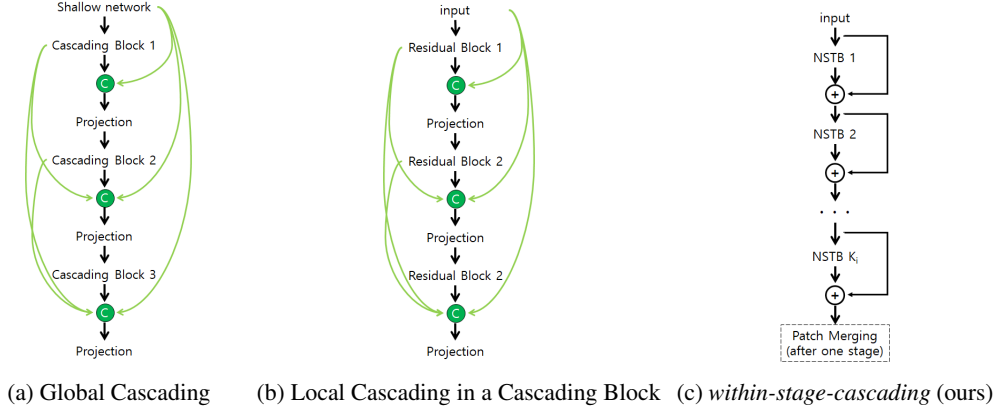 Shallow network
Cascading Block 1
C
Projection
Cascading Block 2
C
Projection
Cascading Block 3
C
Projection
(a) Global Cascading
input
Residual Block 1
C
Projection
Residual Block 2
C
Projection
Residual Block 2
C
Projection
(b) Local Cascading in a Cascading Block
input
NSTB 1
+
NSTB 2
+
. . .
NSTB Ki
+
Patch Merging
(after one stage)
(c) within-stage-cascading (ours)